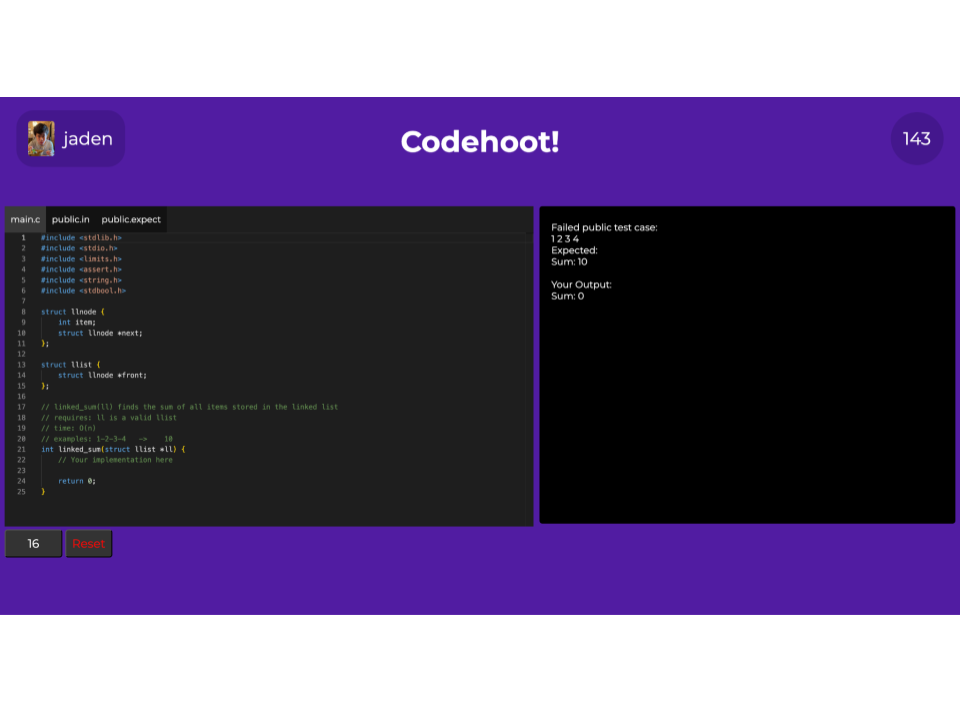 jaden
Codehoot!
143
main.c public.in public.expect
1 #include <stdlib.h>
2 #include <stdio.h>
3 #include <limits.h>
4 #include <assert.h>
5 #include <string.h>
6 #include <stdbool.h>
7
8 struct llnode {
9 int item;
10 struct llnode *next;
11 };
12
13 struct llist {
14 struct llnode *front;
15 };
16
17 // linked_sum(ll) finds the sum of all items stored in the linked list
18 // requires: ll is a valid llist
19 // time: O(n)
20 // examples: 1-2-3-4 -> 10
21 int linked_sum(struct llist *ll) {
22 // Your implementation here
23
24 return 0;
25 }
Failed public test case:
1 2 3 4
Expected:
Sum: 10
Your Output:
Sum: 0
16 Reset